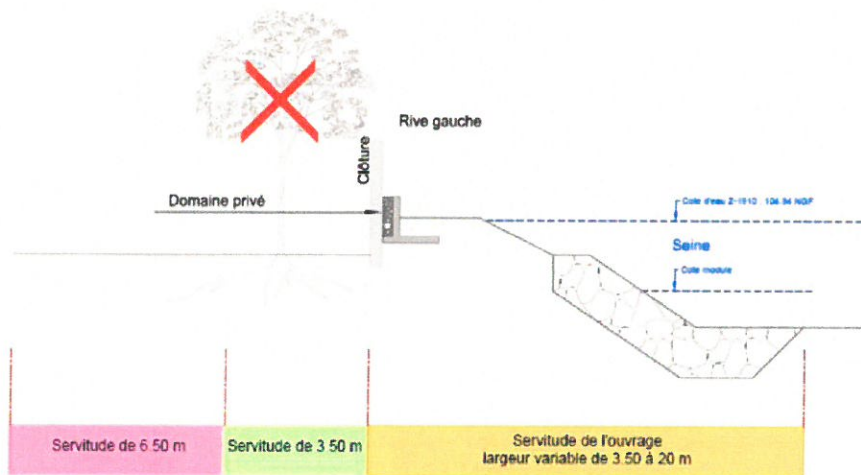 Rive gauche
Clôture
Domaine privé
Cote d'eau Z-1910 : 104.94 NGF
Seine
Cote module
Servitude de 6.50 m
Servitude de 3.50 m
Servitude de l'ouvrage
largeur variable de 3.50 à 20 m